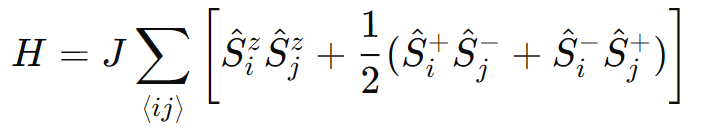 H = J \sum_{\langle ij \rangle} \left[ \hat{S}_i^z \hat{S}_j^z + \frac{1}{2} ( \hat{S}_i^+ \hat{S}_j^- + \hat{S}_i^- \hat{S}_j^+ ) \right]